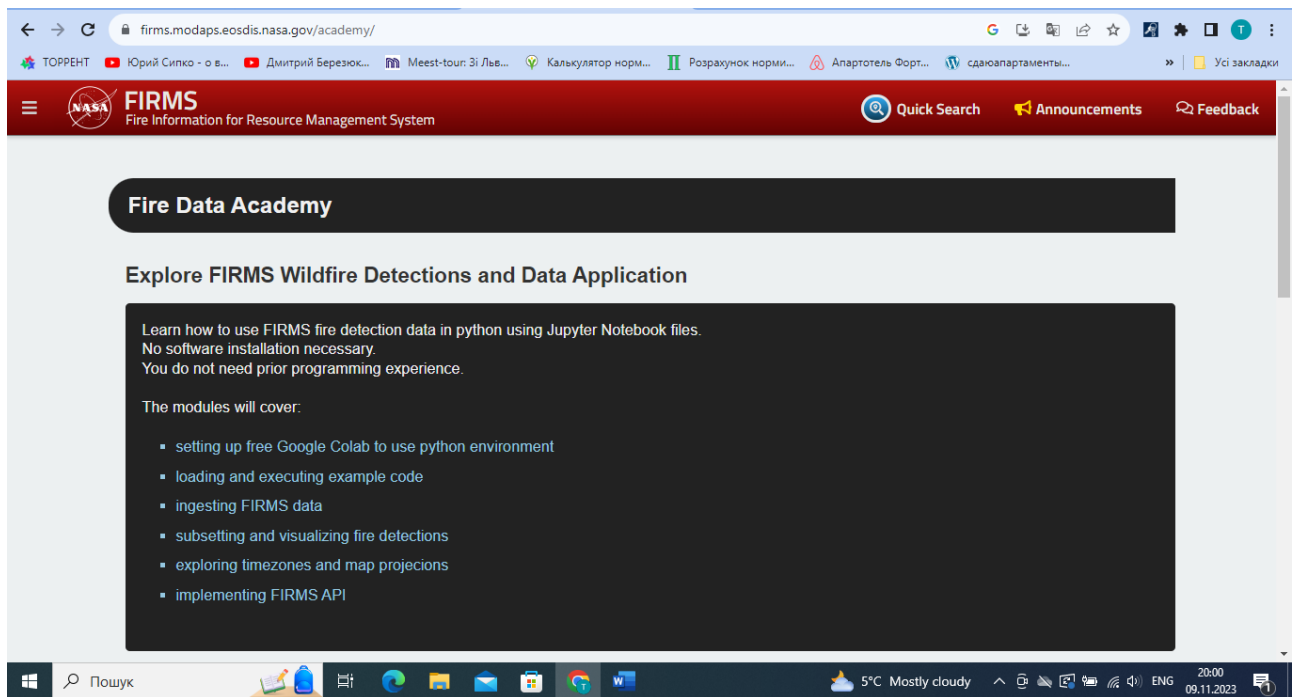 firms.modaps.eosdis.nasa.gov/academy/
T
ТОРРЕНТ Юрий Сипко - о в... Дмитрий Березюк... Meest-tour: Зі Льв... Калькулятор норм... Розрахунок норми... Апартотель Форт... сдаюапартаменты... » Усі закладки
NASA FIRMS
Fire Information for Resource Management System
Quick Search Announcements Feedback
Fire Data Academy
Explore FIRMS Wildfire Detections and Data Application
Learn how to use FIRMS fire detection data in python using Jupyter Notebook files.
No software installation necessary.
You do not need prior programming experience.
The modules will cover:
setting up free Google Colab to use python environment
loading and executing example code
ingesting FIRMS data
subsetting and visualizing fire detections
exploring timezones and map projecions
implementing FIRMS API
Пошук 5°C Mostly cloudy ENG 20:00
09.11.2023